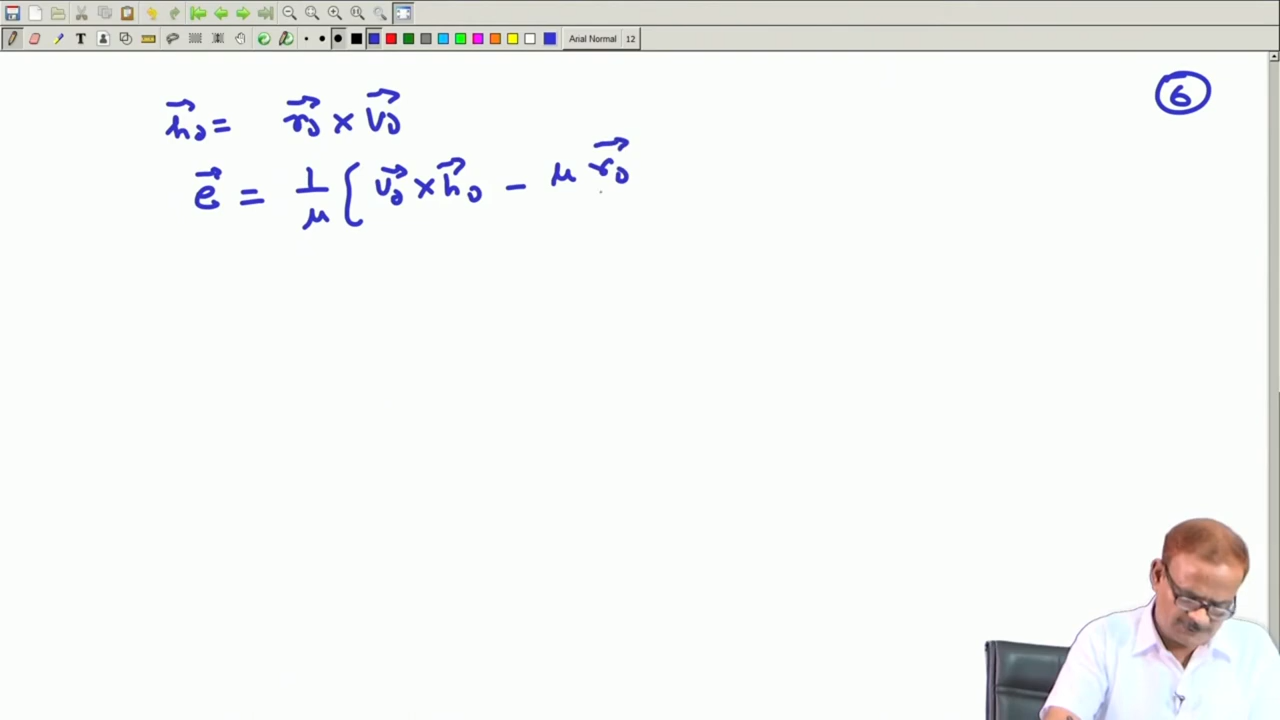 Arial Normal 12
6
h⃗₀ = r⃗₀ × v⃗₀
e⃗ = 1/μ [ v⃗₀ × h⃗₀ − μ r⃗₀